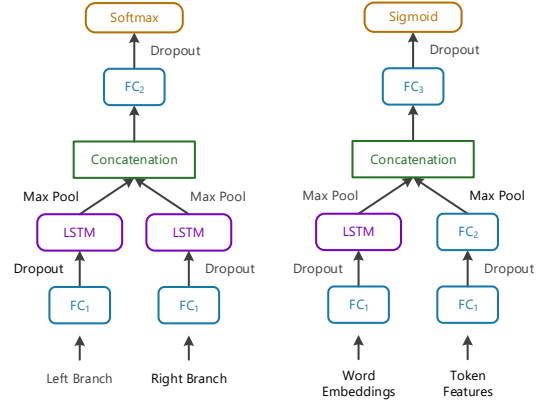 Softmax
Dropout
FC₂
Concatenation
Max Pool Max Pool
LSTM LSTM
Dropout Dropout
FC₁ FC₁
Left Branch Right Branch
Sigmoid
Dropout
FC₃
Concatenation
Max Pool Max Pool
LSTM FC₂
Dropout Dropout
FC₁ FC₁
Word Token
Embeddings Features